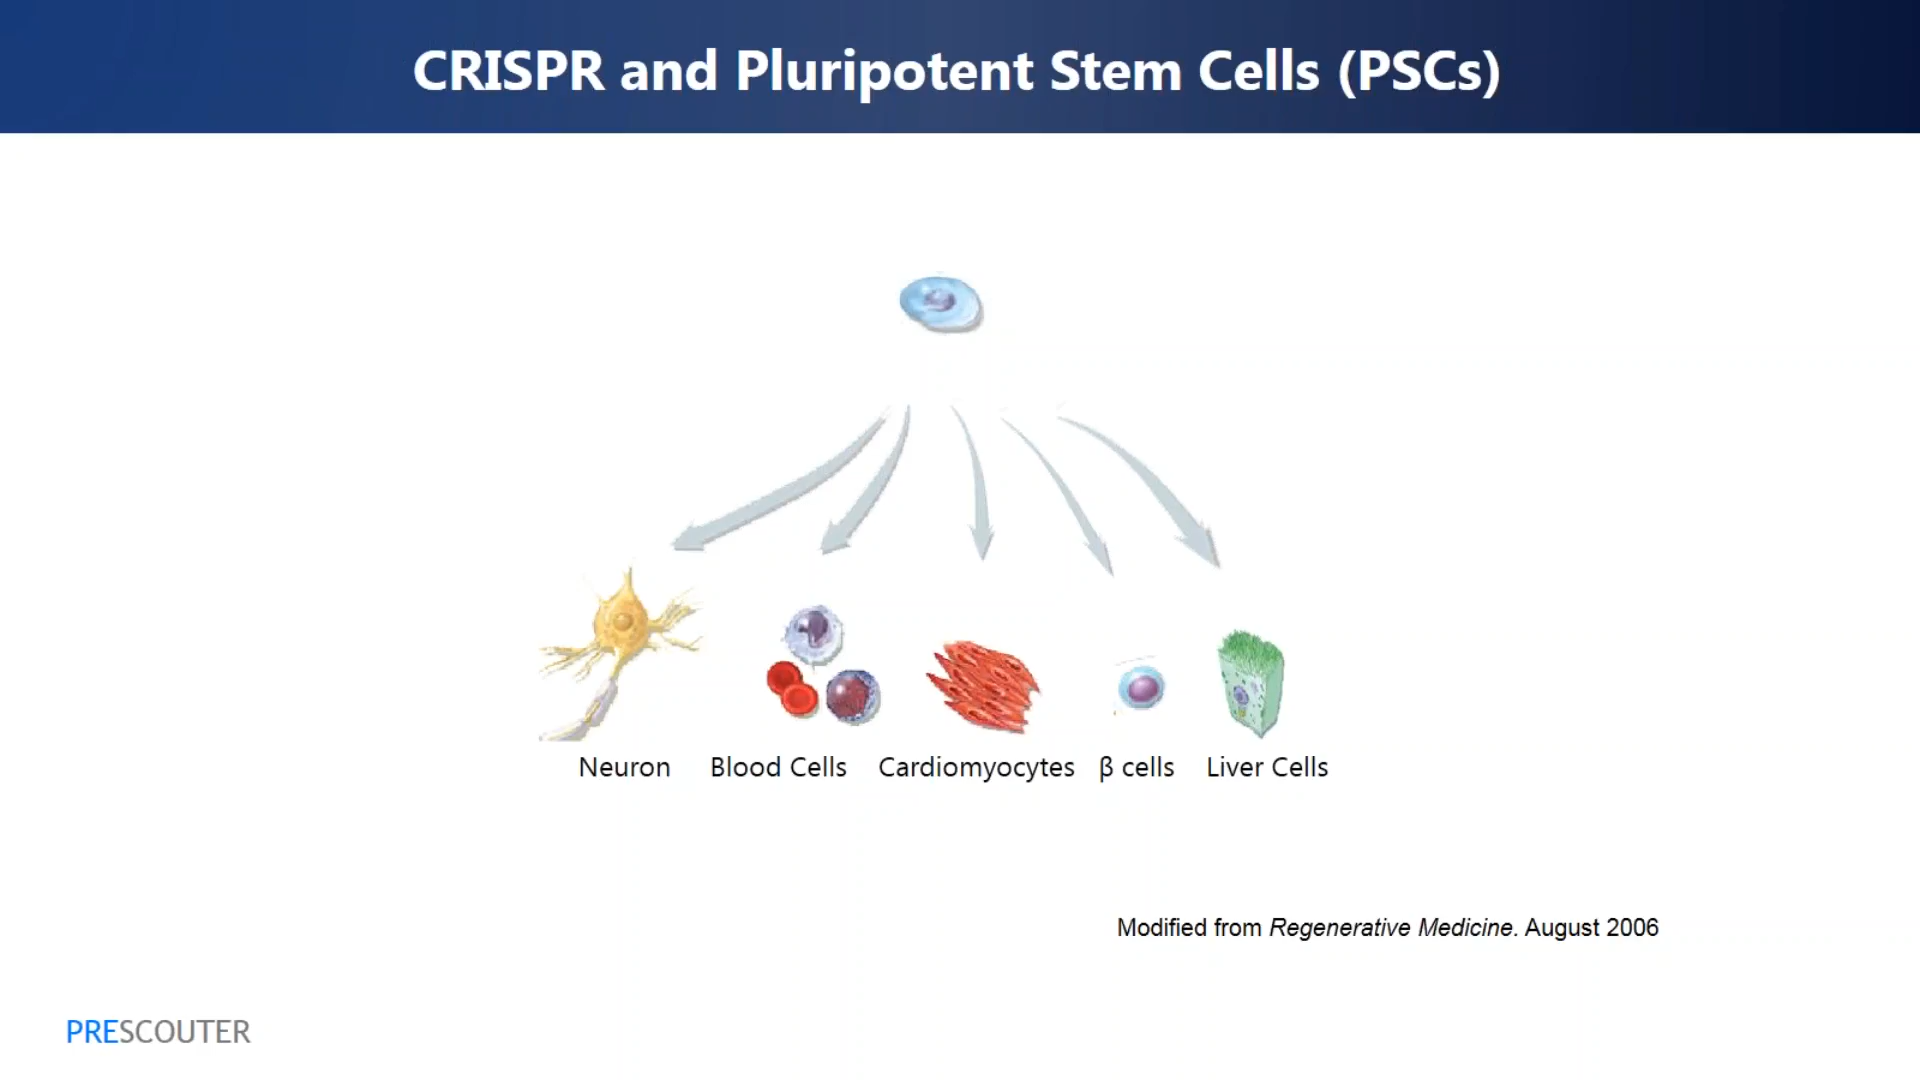 CRISPR and Pluripotent Stem Cells (PSCs)
Neuron Blood Cells Cardiomyocytes β cells Liver Cells
Modified from Regenerative Medicine. August 2006
PRESCOUTER